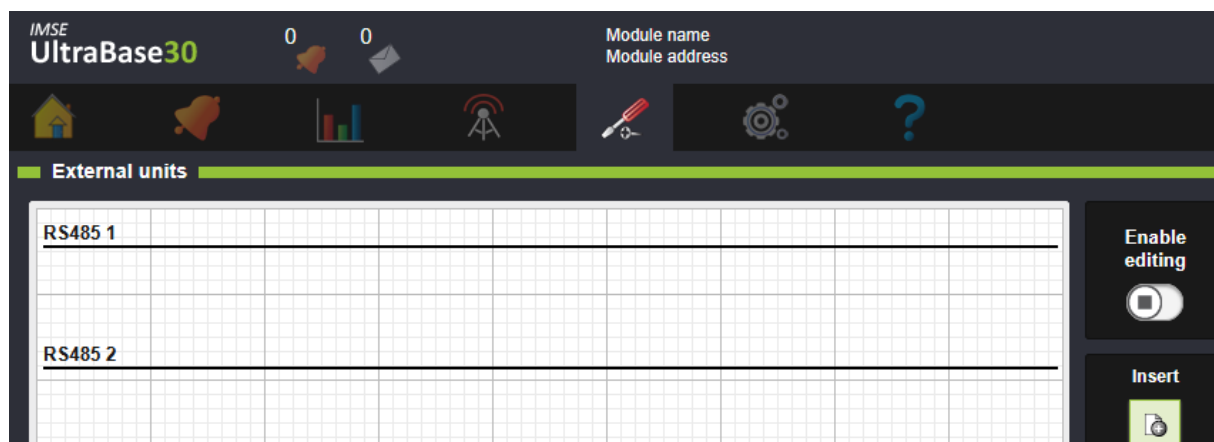 IMSE
UltraBase30
0
0
Module name
Module address
?
External units
RS485 1
Enable
editing
RS485 2
Insert